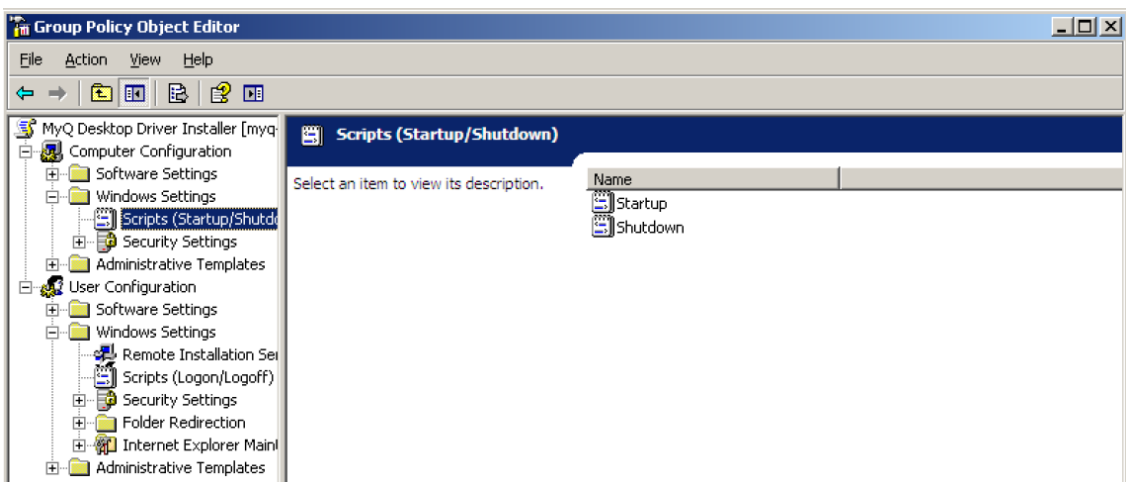 Group Policy Object Editor
File Action View Help
MyQ Desktop Driver Installer [myq-
Computer Configuration
Software Settings
Windows Settings
Scripts (Startup/Shutdo
Security Settings
Administrative Templates
User Configuration
Software Settings
Windows Settings
Remote Installation Ser
Scripts (Logon/Logoff)
Security Settings
Folder Redirection
Internet Explorer Maint
Administrative Templates
Scripts (Startup/Shutdown)
Select an item to view its description.
Name
Startup
Shutdown